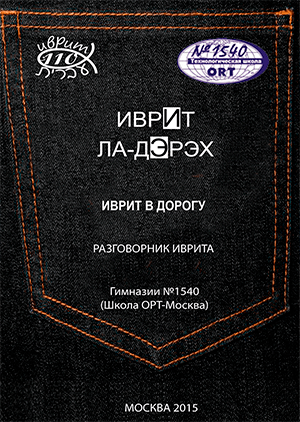 иврит
110
עברית
№1540
Технологическая школа
ORT
ИВРИТ
ЛА-ДЭРЭХ
ИВРИТ В ДОРОГУ
РАЗГОВОРНИК ИВРИТА
Гимназии №1540
(Школа ОРТ-Москва)
МОСКВА 2015